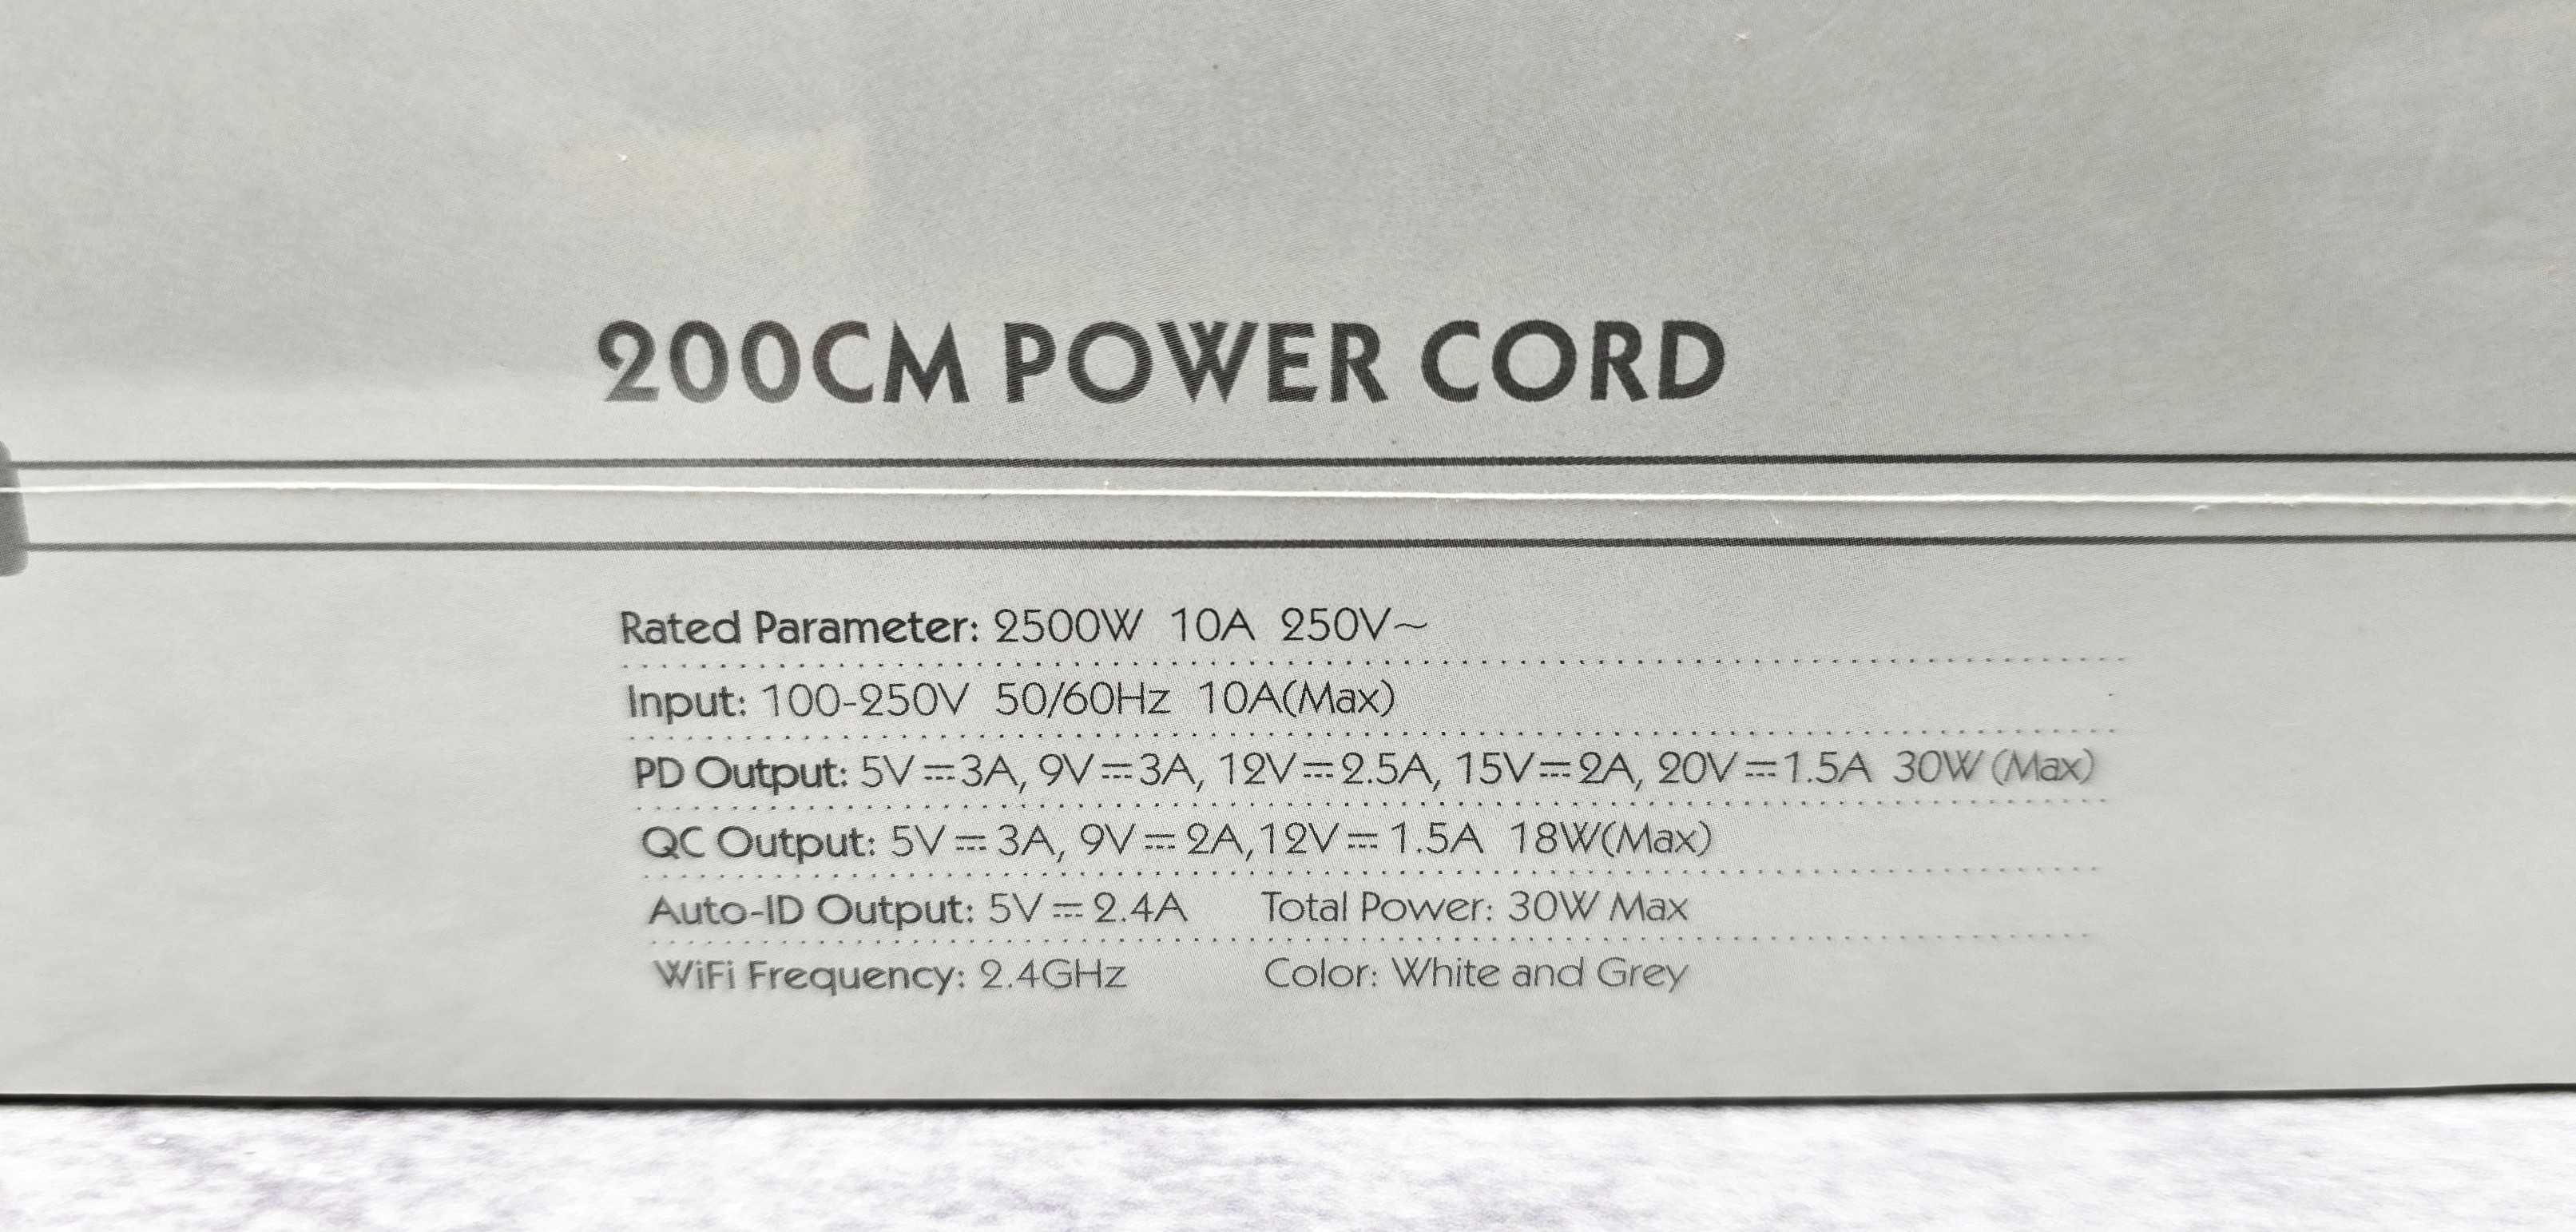 200CM POWER CORD
Rated Parameter: 2500W 10A 250V~
Input: 100-250V 50/60Hz 10A(Max)
PD Output: 5V⎓3A, 9V⎓3A, 12V⎓2.5A, 15V⎓2A, 20V⎓1.5A 30W (Max)
QC Output: 5V⎓3A, 9V⎓2A,12V⎓1.5A 18W(Max)
Auto-ID Output: 5V⎓2.4A Total Power: 30W Max
WiFi Frequency: 2.4GHz Color: White and Grey